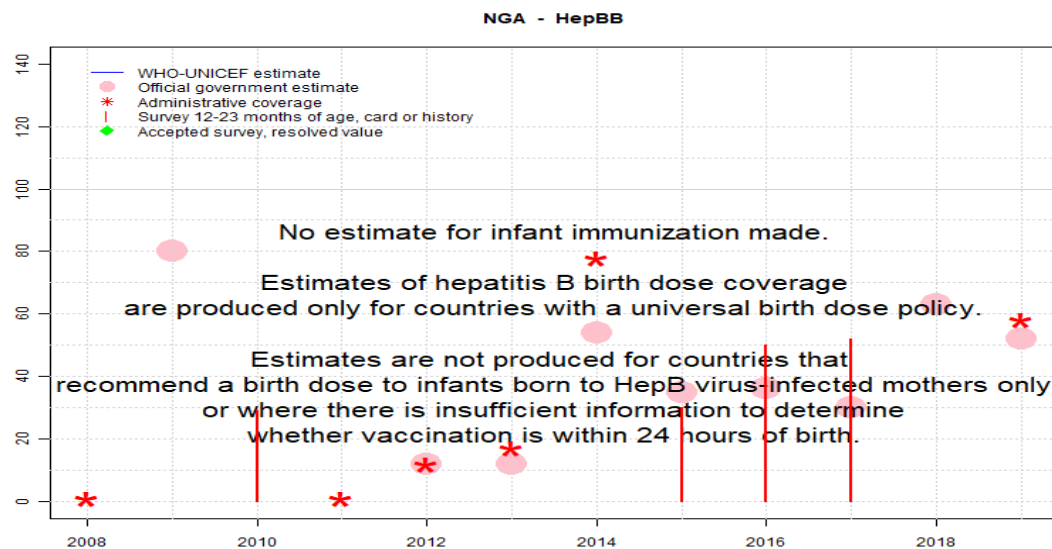 NGA - HepBB
WHO-UNICEF estimate
Official government estimate
Administrative coverage
Survey 12-23 months of age, card or history
Accepted survey, resolved value
140
120
100
80
60
40
20
0
No estimate for infant immunization made.
Estimates of hepatitis B birth dose coverage
are produced only for countries with a universal birth dose policy.
Estimates are not produced for countries that
recommend a birth dose to infants born to HepB virus-infected mothers only
or where there is insufficient information to determine
whether vaccination is within 24 hours of birth.
2008 2010 2012 2014 2016 2018